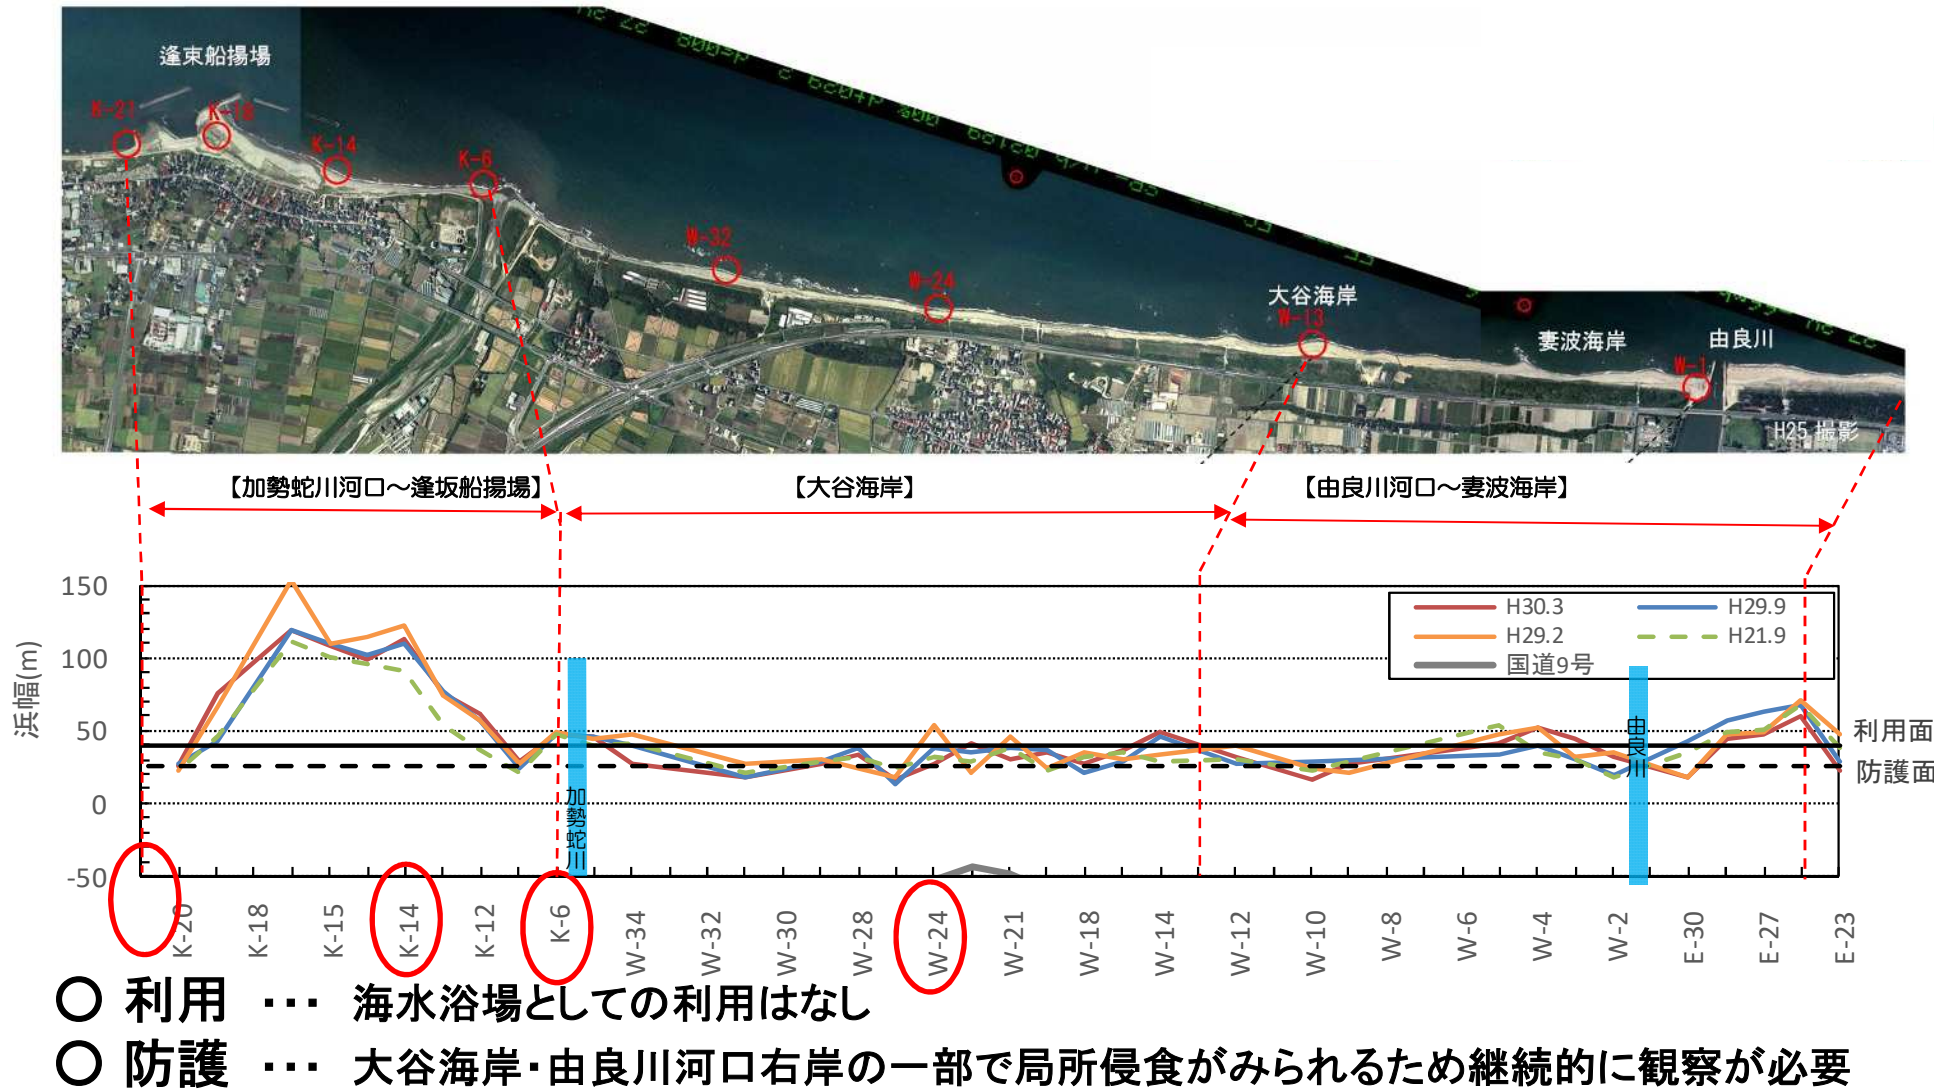 逢束船揚場
K-21
K-18
K-14
K-6
W-32
W-24
大谷海岸
W-13
妻波海岸
由良川
W-1
H25 撮影
【加勢蛇川河口～逢坂船揚場】
【大谷海岸】
【由良川河口～妻波海岸】
浜幅(m)
150
100
50
0
-50
H30.3
H29.9
H29.2
H21.9
国道9号
加勢蛇川
由良川
利用面
防護面
K-20
K-18
K-15
K-14
K-12
K-6
W-34
W-32
W-30
W-28
W-24
W-21
W-18
W-14
W-12
W-10
W-8
W-6
W-4
W-2
E-30
E-27
E-23
○ 利用 ･･･ 海水浴場としての利用はなし
○ 防護 ･･･ 大谷海岸・由良川河口右岸の一部で局所侵食がみられるため継続的に観察が必要